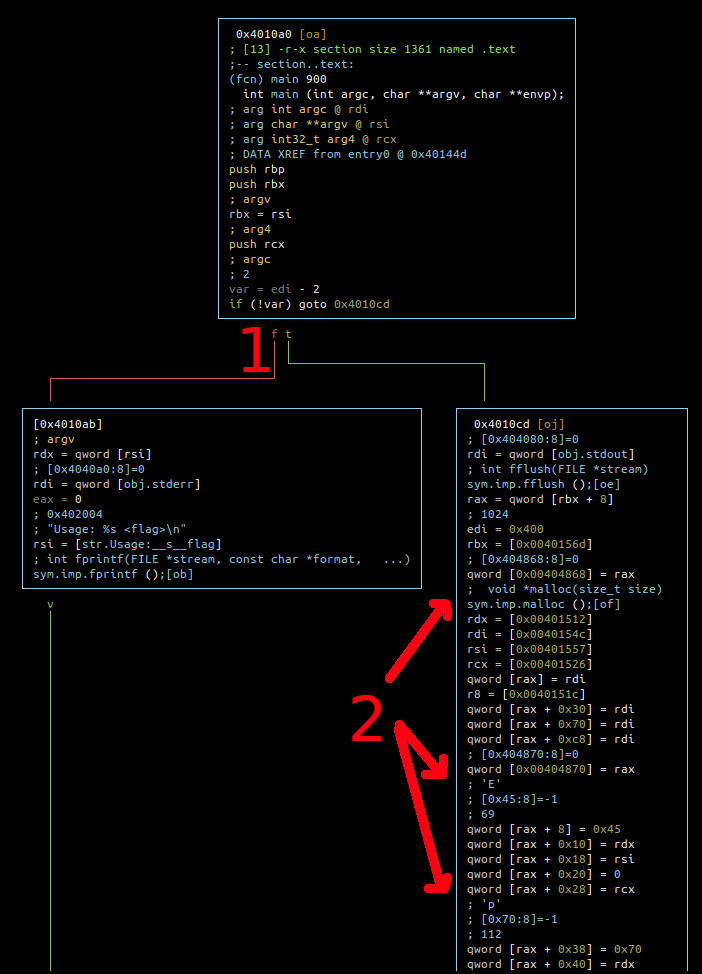 0x4010a0 [oa]
; [13] -r-x section size 1361 named .text
;-- section..text:
(fcn) main 900
int main (int argc, char **argv, char **envp);
; arg int argc @ rdi
; arg char **argv @ rsi
; arg int32_t arg4 @ rcx
; DATA XREF from entry0 @ 0x40144d
push rbp
push rbx
; argv
rbx = rsi
; arg4
push rcx
; argc
; 2
var = edi - 2
if (!var) goto 0x4010cd
1
f t
[0x4010ab]
; argv
rdx = qword [rsi]
; [0x4040a0:8]=0
rdi = qword [obj.stderr]
eax = 0
; 0x402004
; "Usage: %s <flag>\n"
rsi = [str.Usage:__s__flag]
; int fprintf(FILE *stream, const char *format,   ...)
sym.imp.fprintf ();[ob]
v
2
0x4010cd [oj]
; [0x404080:8]=0
rdi = qword [obj.stdout]
; int fflush(FILE *stream)
sym.imp.fflush ();[oe]
rax = qword [rbx + 8]
; 1024
edi = 0x400
rbx = [0x0040156d]
; [0x404868:8]=0
qword [0x00404868] = rax
;  void *malloc(size_t size)
sym.imp.malloc ();[of]
rdx = [0x00401512]
rdi = [0x0040154c]
rsi = [0x00401557]
rcx = [0x00401526]
qword [rax] = rdi
r8 = [0x0040151c]
qword [rax + 0x30] = rdi
qword [rax + 0x70] = rdi
qword [rax + 0xc8] = rdi
; [0x404870:8]=0
qword [0x00404870] = rax
; 'E'
; [0x45:8]=-1
; 69
qword [rax + 8] = 0x45
qword [rax + 0x10] = rdx
qword [rax + 0x18] = rsi
qword [rax + 0x20] = 0
qword [rax + 0x28] = rcx
; 'p'
; [0x70:8]=-1
; 112
qword [rax + 0x38] = 0x70
qword [rax + 0x40] = rdx